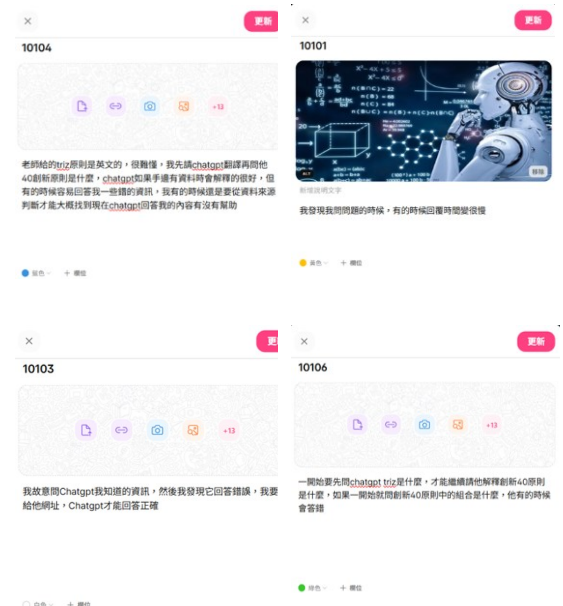 更新
10104
+13
老師給的triz原則是英文的，很難懂，我先請chatgpt翻譯再問他
40創新原則是什麼，chatgpt如果手邊有資料時會解釋的很好，但
有的時候容易回答我一些錯的資訊，我有的時候還是要從資料來源
判斷才能大概找到現在chatgpt回答我的內容有沒有幫助
藍色
＋ 欄位
更新
10101
移除
新增說明文字
我發現我問問題的時候，有的時候回覆時間變很慢
黃色
＋ 欄位
更
10103
+13
我故意問Chatgpt我知道的資訊，然後我發現它回答錯誤，我要
給他網址，Chatgpt才能回答正確
白色
＋ 欄位
更新
10106
+13
一開始要先問chatgpt triz是什麼，才能繼續請他解釋創新40原則
是什麼，如果一開始就問創新40原則中的組合是什麼，他有的時候
會答錯
綠色
＋ 欄位